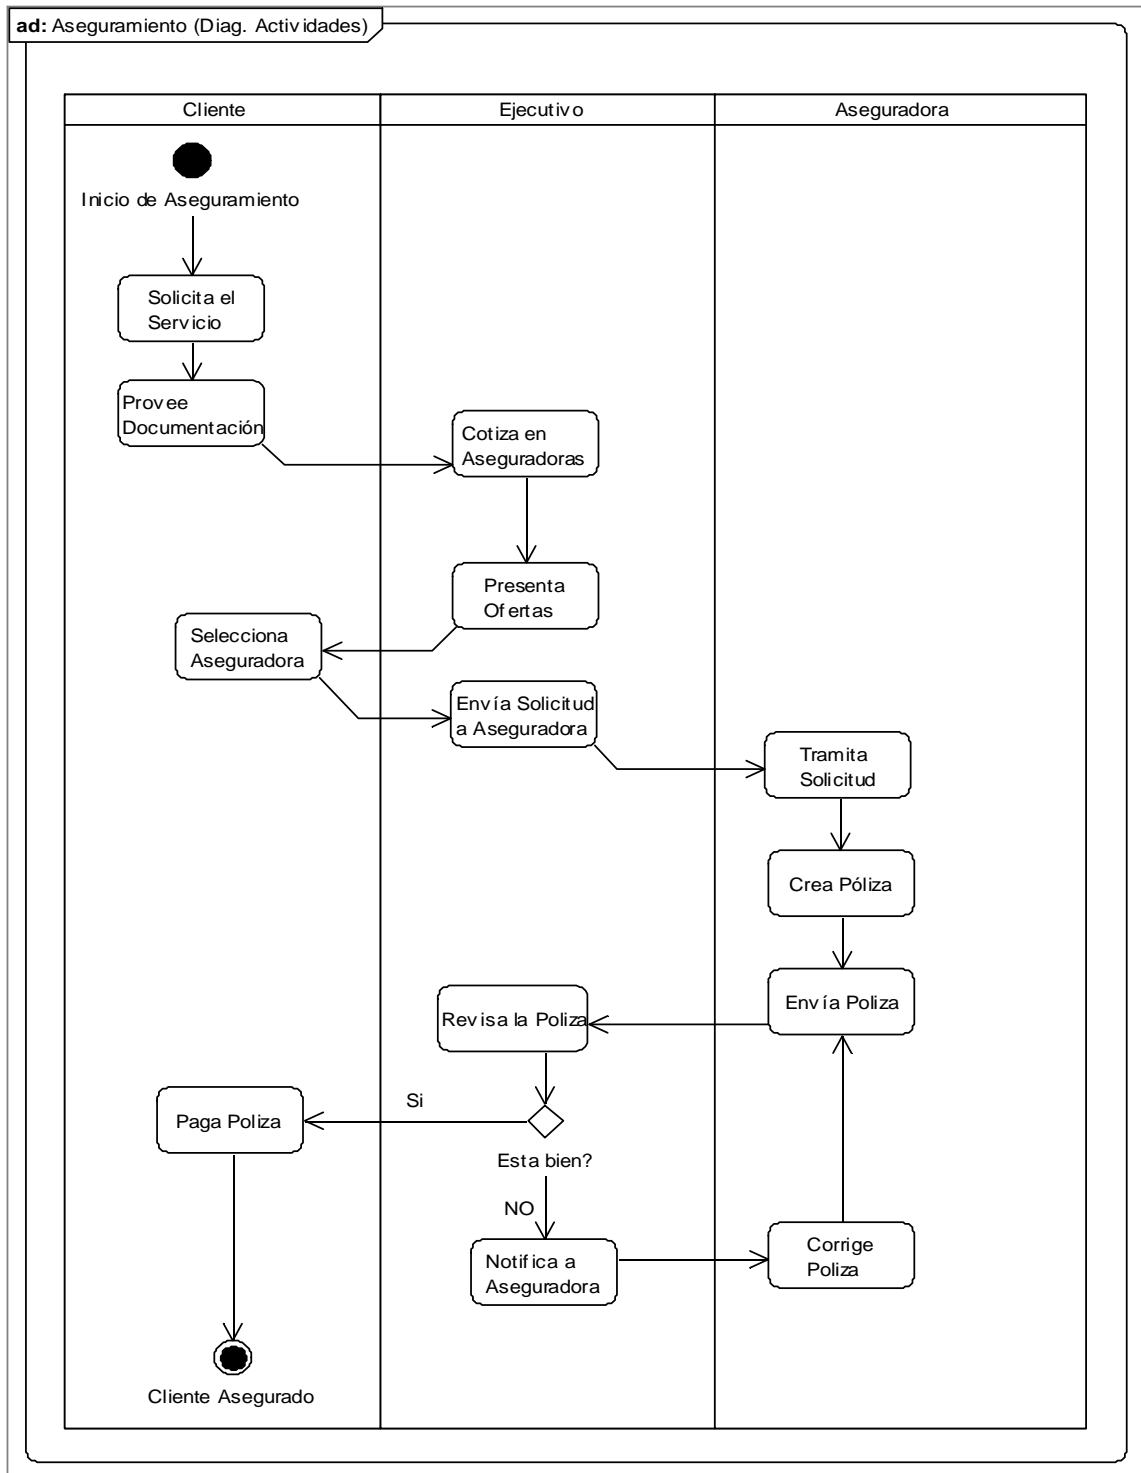 ad: Aseguramiento (Diag. Actividades)
Cliente
Ejecutivo
Aseguradora
Inicio de Aseguramiento
Solicita el
Servicio
Provee
Documentación
Cotiza en
Aseguradoras
Presenta
Ofertas
Selecciona
Aseguradora
Envía Solicitud
a Aseguradora
Tramita
Solicitud
Crea Póliza
Envía Poliza
Revisa la Poliza
Si
Paga Poliza
Esta bien?
NO
Notifica a
Aseguradora
Corrige
Poliza
Cliente Asegurado